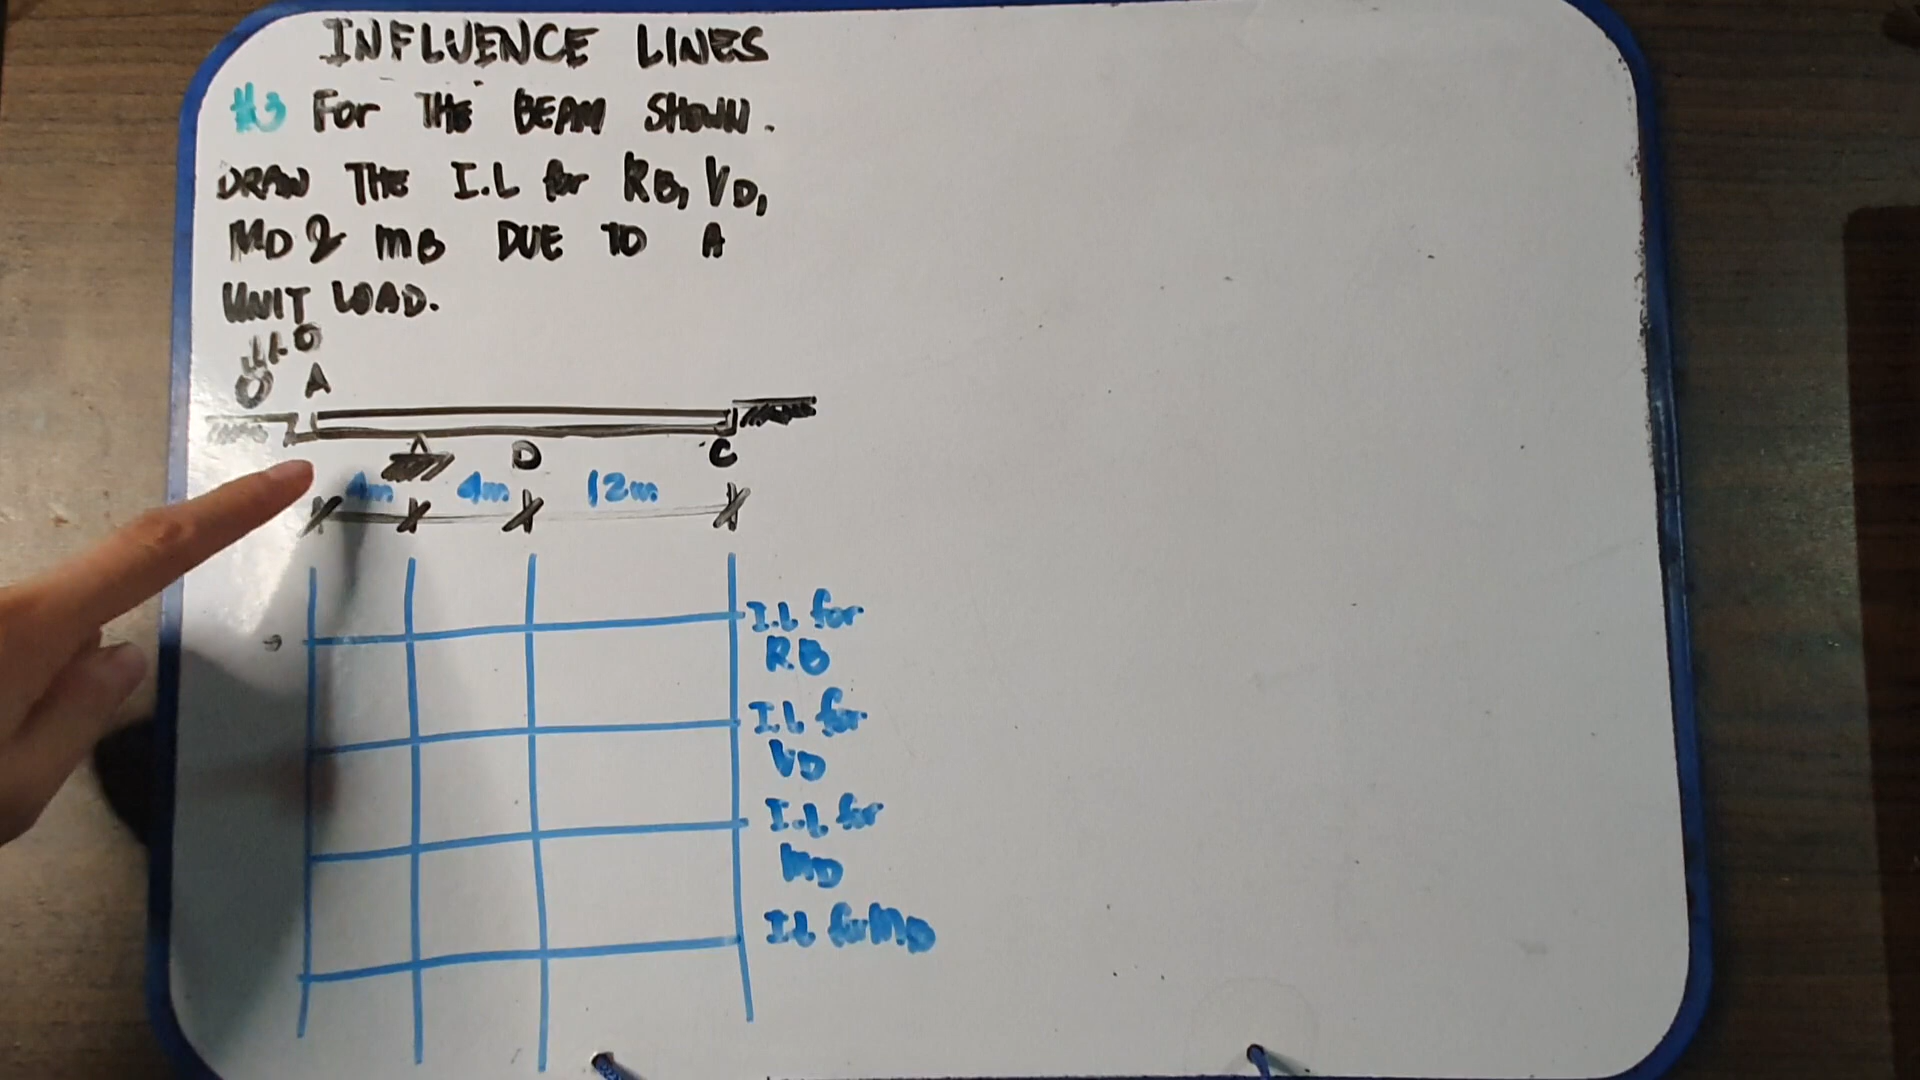 INFLUENCE LINES
#3 For THE BEAM SHOWN.
DRAW THE I.L for RB, VD,
MD & MB DUE TO A
UNIT LOAD.
A
D
C
4m 4m 12m
I.L for
RB
I.L for
VD
I.L for
MD
I.L for MB